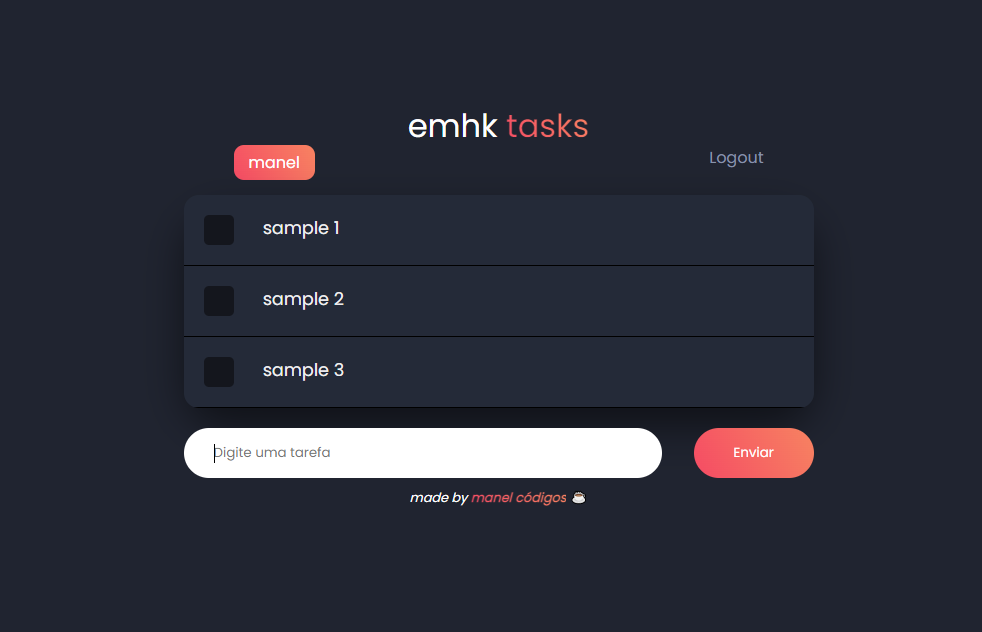 emhk tasks
manel Logout
sample 1
sample 2
sample 3
Digite uma tarefa Enviar
made by manel códigos ☕